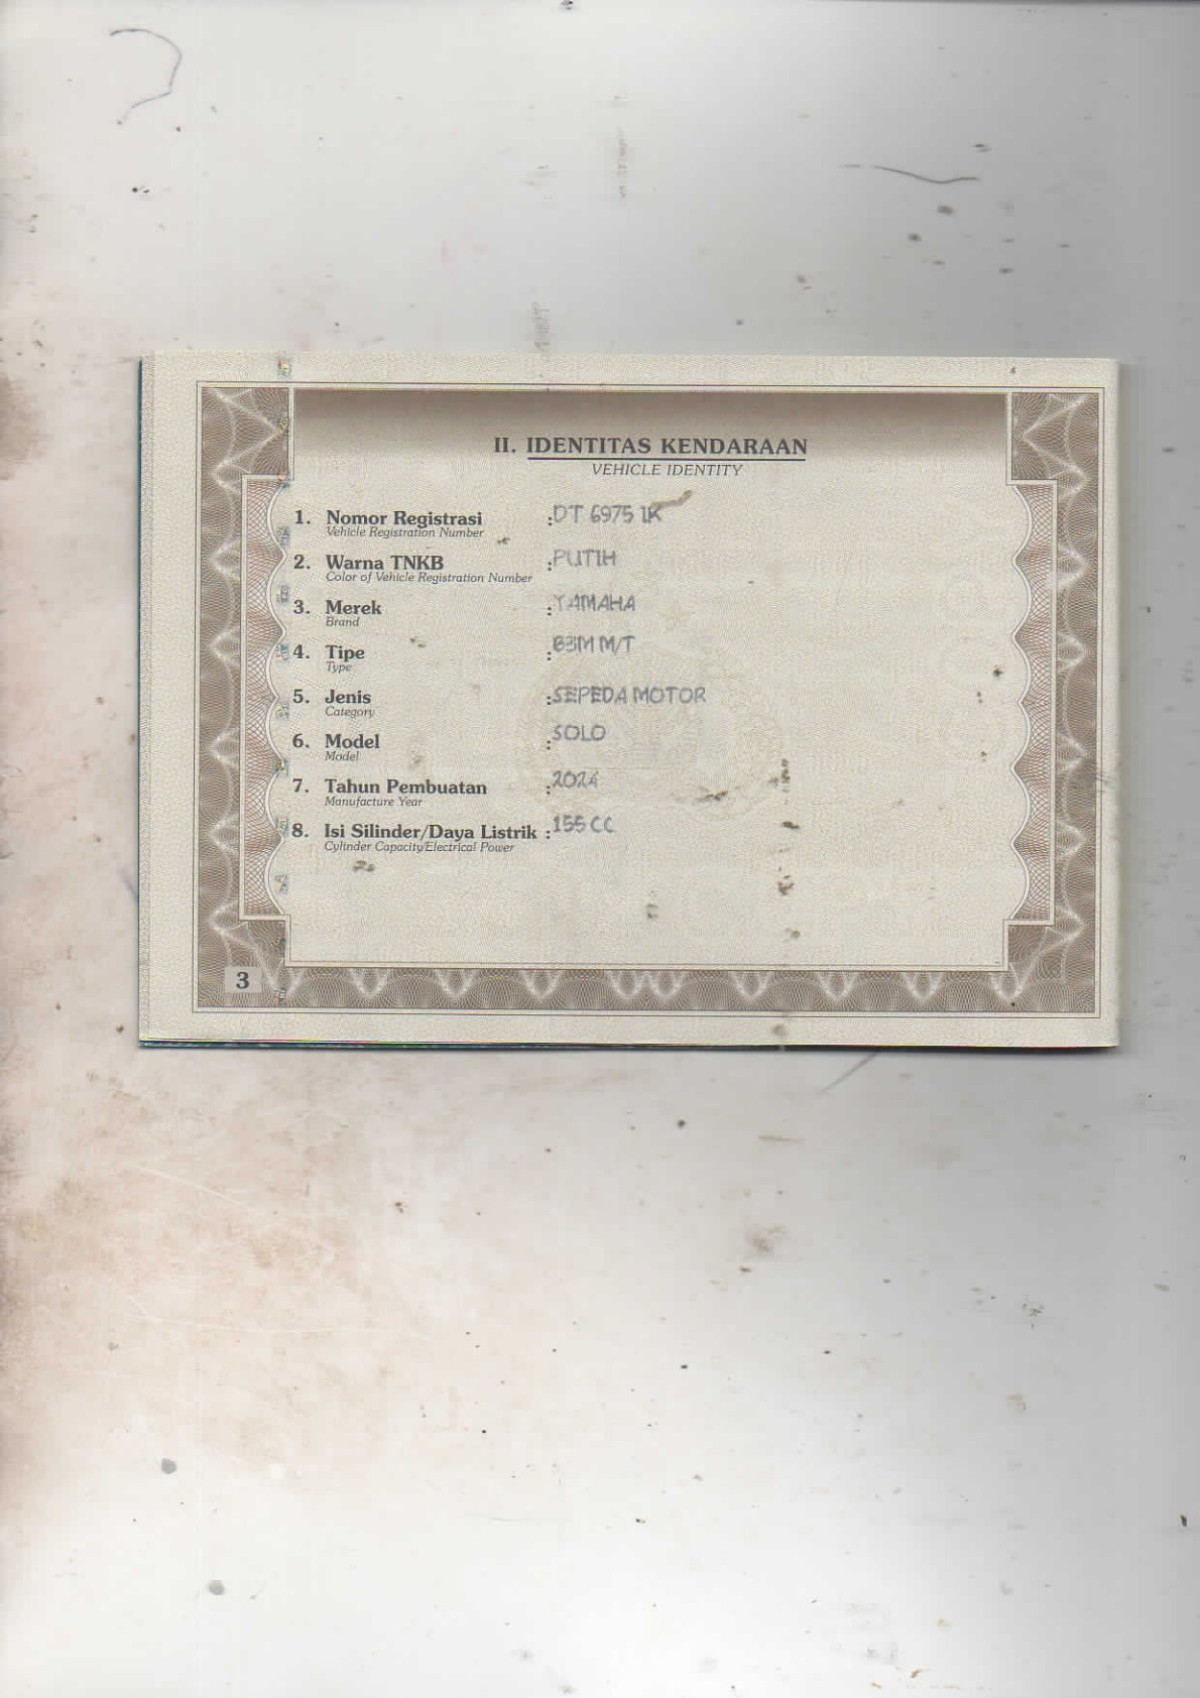 II. IDENTITAS KENDARAAN
VEHICLE IDENTITY
1. Nomor Registrasi : DT 6975 IK
Vehicle Registration Number
2. Warna TNKB : PUTIH
Color of Vehicle Registration Number
3. Merek : YAMAHA
Brand
4. Tipe : B3M M/T
Type
5. Jenis : SEPEDA MOTOR
Category
6. Model : SOLO
Model
7. Tahun Pembuatan : 2024
Manufacture Year
8. Isi Silinder/Daya Listrik : 155 CC
Cylinder Capacity/Electrical Power
3